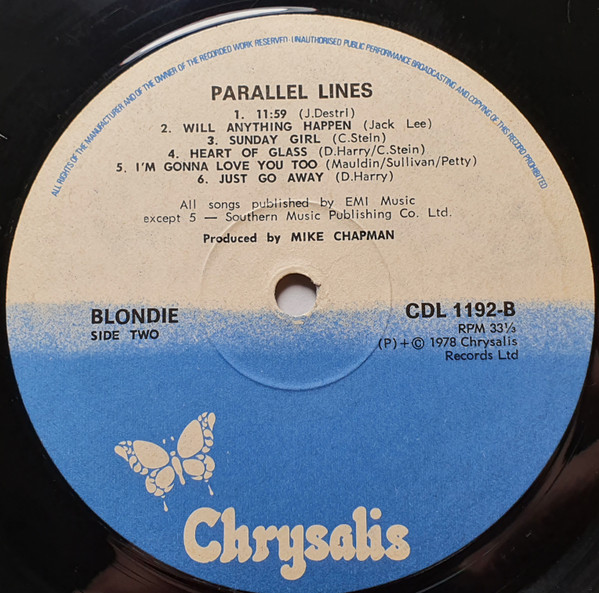 ALL RIGHTS OF THE MANUFACTURER AND OF THE OWNER OF THE RECORDED WORK RESERVED · UNAUTHORISED PUBLIC PERFORMANCE BROADCASTING AND COPYING OF THIS RECORD PROHIBITED
PARALLEL LINES
1. 11:59 (J.Destri)
2. WILL ANYTHING HAPPEN (Jack Lee)
3. SUNDAY GIRL (C.Stein)
4. HEART OF GLASS (D.Harry/C.Stein)
5. I'M GONNA LOVE YOU TOO (Mauldin/Sullivan/Petty)
6. JUST GO AWAY (D.Harry)
All songs published by EMI Music
except 5 — Southern Music Publishing Co. Ltd.
Produced by MIKE CHAPMAN
BLONDIE
SIDE TWO
CDL 1192-B
RPM 33⅓
(P)+© 1978 Chrysalis
Records Ltd
Chrysalis